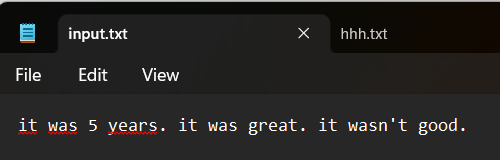 input.txt hhh.txt
File Edit View
it was 5 years. it was great. it wasn't good.